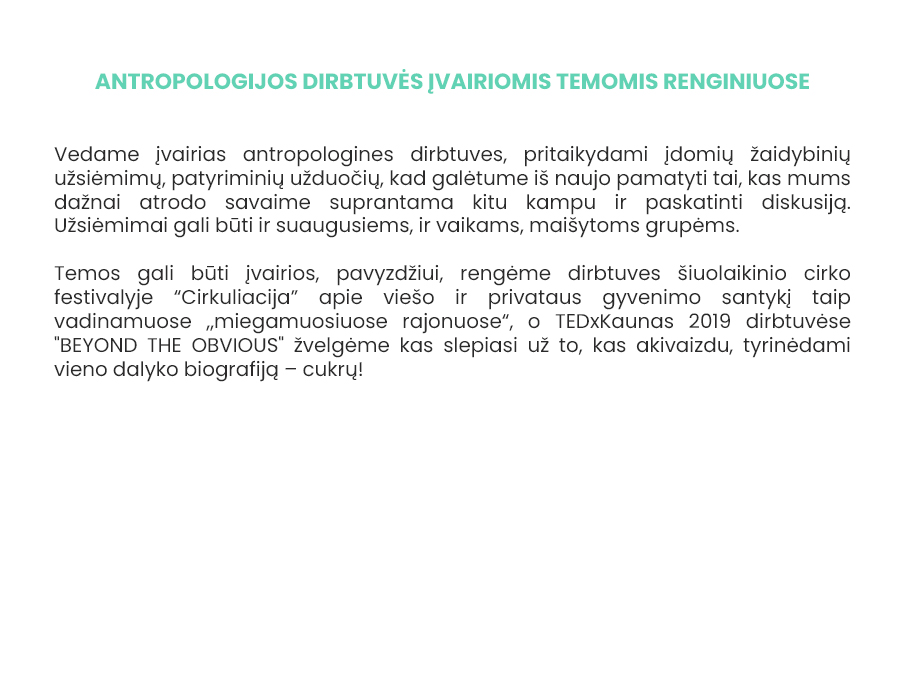 ANTROPOLOGIJOS DIRBTUVĖS ĮVAIRIOMIS TEMOMIS RENGINIUOSE
Vedame įvairias antropologines dirbtuves, pritaikydami įdomių žaidybinių
užsiėmimų, patyriminių užduočių, kad galėtume iš naujo pamatyti tai, kas mums
dažnai atrodo savaime suprantama kitu kampu ir paskatinti diskusiją.
Užsiėmimai gali būti ir suaugusiems, ir vaikams, maišytoms grupėms.
Temos gali būti įvairios, pavyzdžiui, rengėme dirbtuves šiuolaikinio cirko
festivalyje “Cirkuliacija” apie viešo ir privataus gyvenimo santykį taip
vadinamuose ,,miegamuosiuose rajonuose“, o TEDxKaunas 2019 dirbtuvėse
"BEYOND THE OBVIOUS" žvelgėme kas slepiasi už to, kas akivaizdu, tyrinėdami
vieno dalyko biografiją – cukrų!